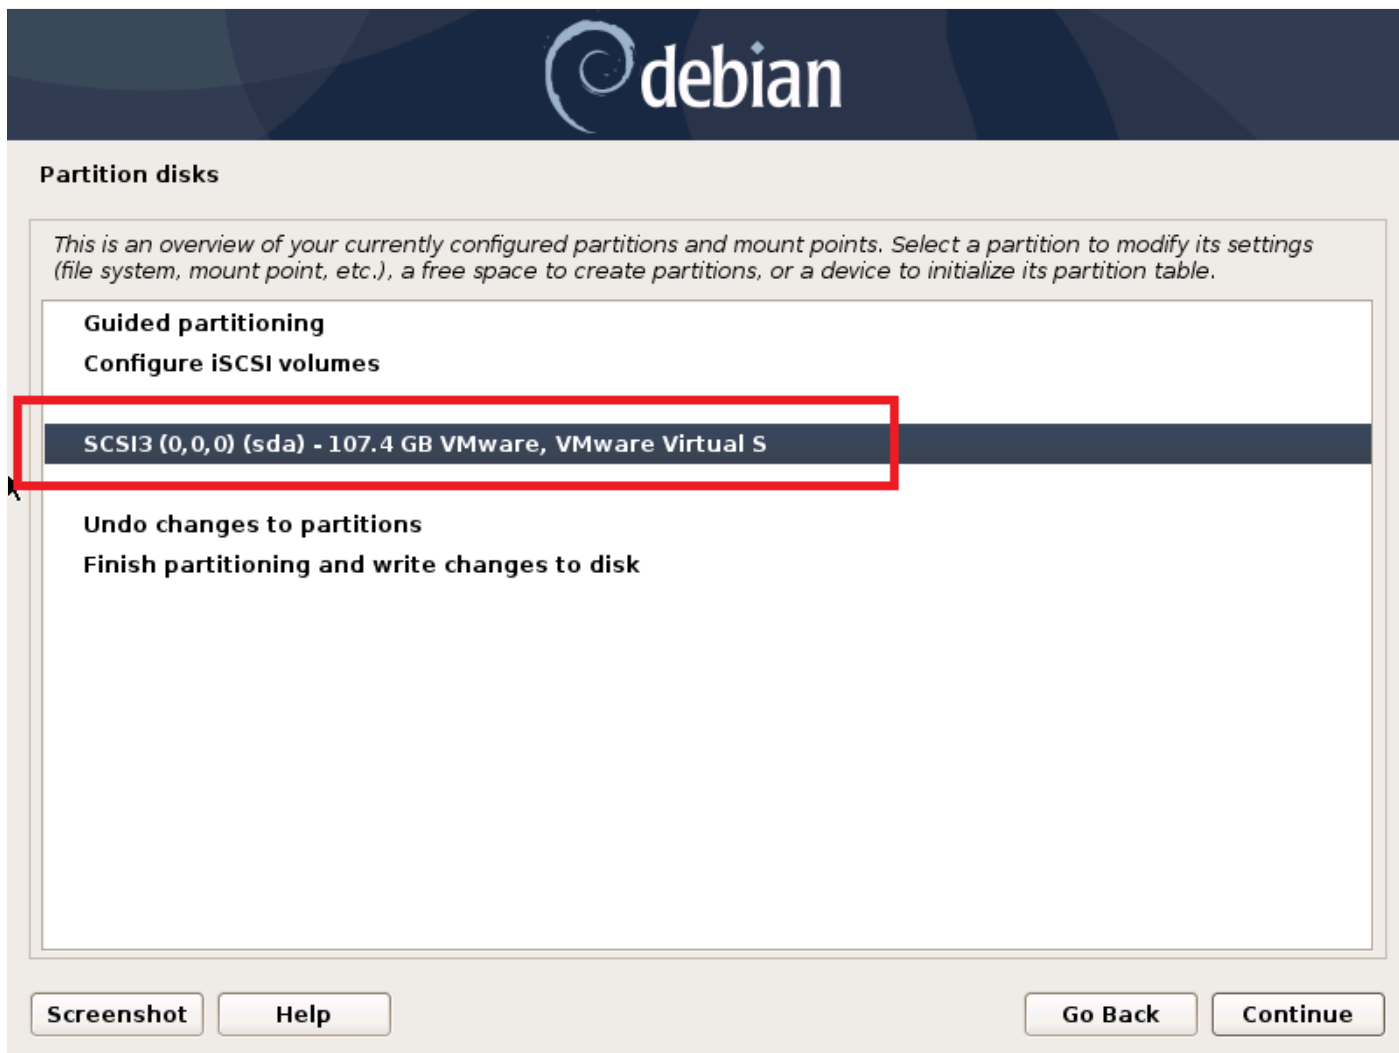 debian
Partition disks
This is an overview of your currently configured partitions and mount points. Select a partition to modify its settings
(file system, mount point, etc.), a free space to create partitions, or a device to initialize its partition table.
Guided partitioning
Configure iSCSI volumes
SCSI3 (0,0,0) (sda) - 107.4 GB VMware, VMware Virtual S
Undo changes to partitions
Finish partitioning and write changes to disk
Screenshot Help Go Back Continue